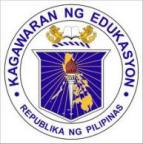 KAGAWARAN NG EDUKASYON
REPUBLIKA NG PILIPINAS